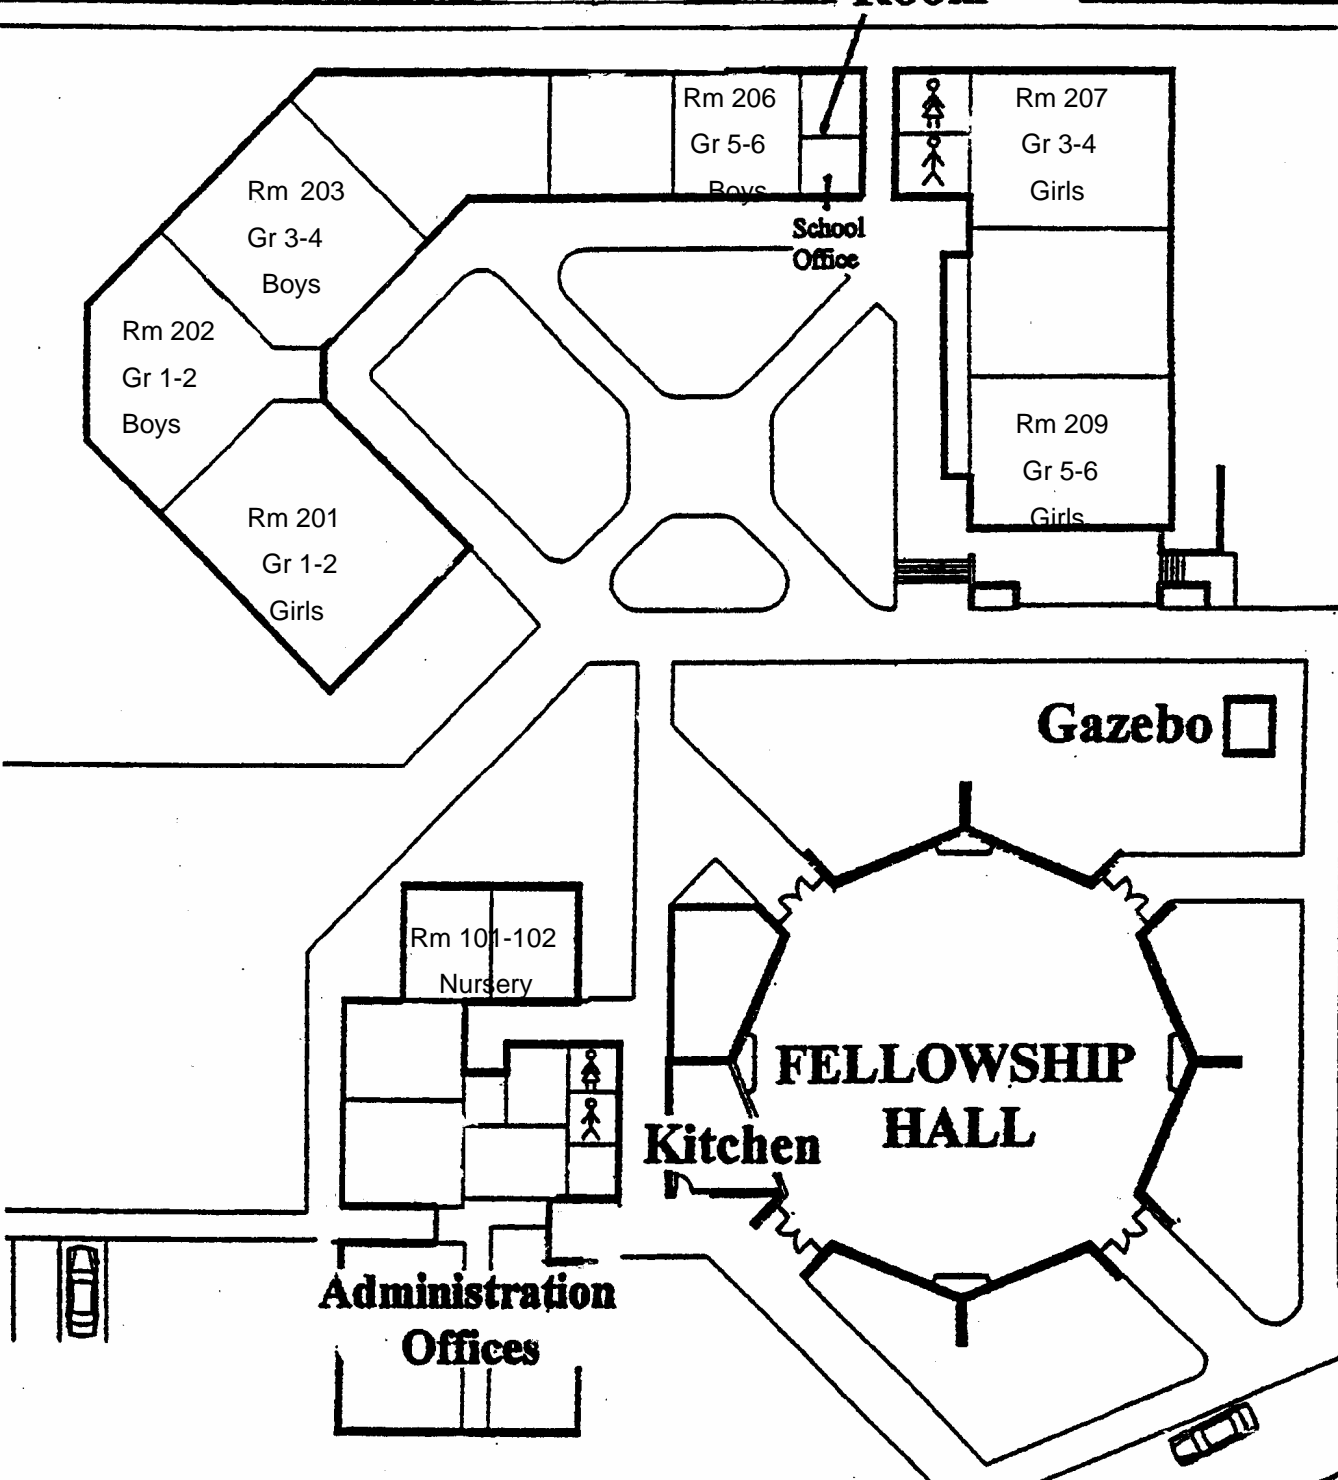 Room
Rm 206
Gr 5-6
Boys
Rm 207
Gr 3-4
Girls
Rm 203
Gr 3-4
Boys
School
Office
Rm 202
Gr 1-2
Boys
Rm 209
Gr 5-6
Girls
Rm 201
Gr 1-2
Girls
Gazebo
Rm 101-102
Nursery
FELLOWSHIP
HALL
Kitchen
Administration
Offices